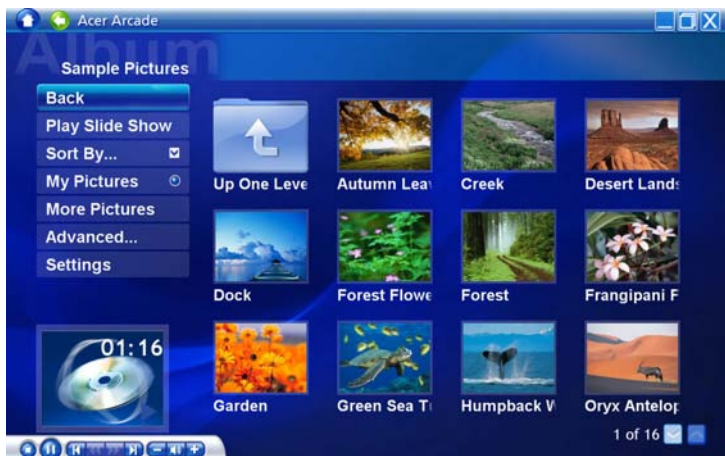 Acer Arcade
Album
Sample Pictures
Back
Play Slide Show
Sort By...
My Pictures
More Pictures
Advanced...
Settings
Up One Leve
Autumn Lea
Creek
Desert Lands
Dock
Forest Flowe
Forest
Frangipani F
Garden
Green Sea T
Humpback W
Oryx Antelop
01:16
1 of 16